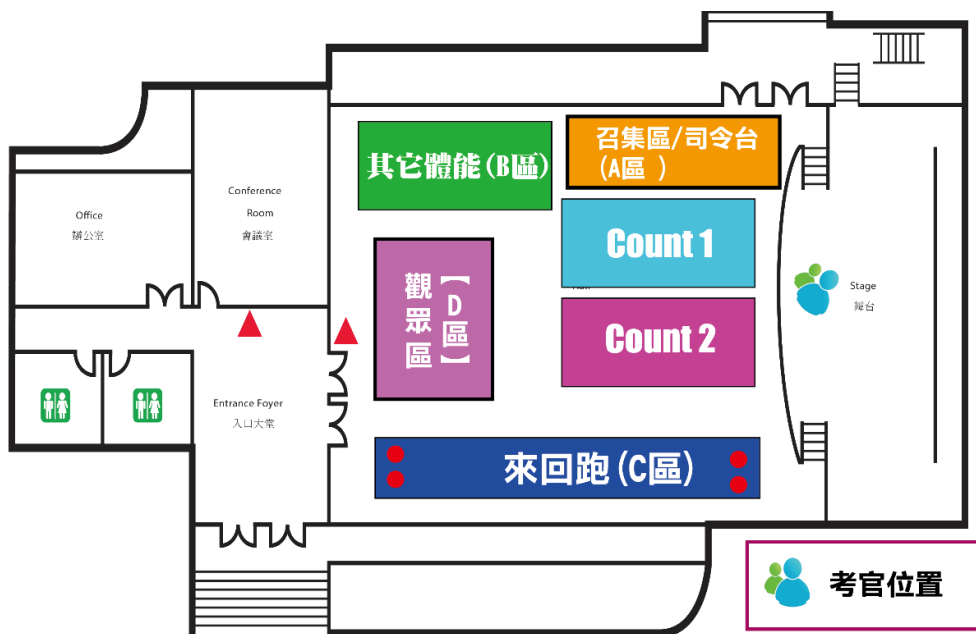 其它體能(B區)
召集區/司令台
(A區 )
Conference
Room
會議室
Office
辦公室
Count 1
觀眾區
【D區】
Stage
舞台
Count 2
Entrance Foyer
入口大堂
來回跑(C區)
考官位置